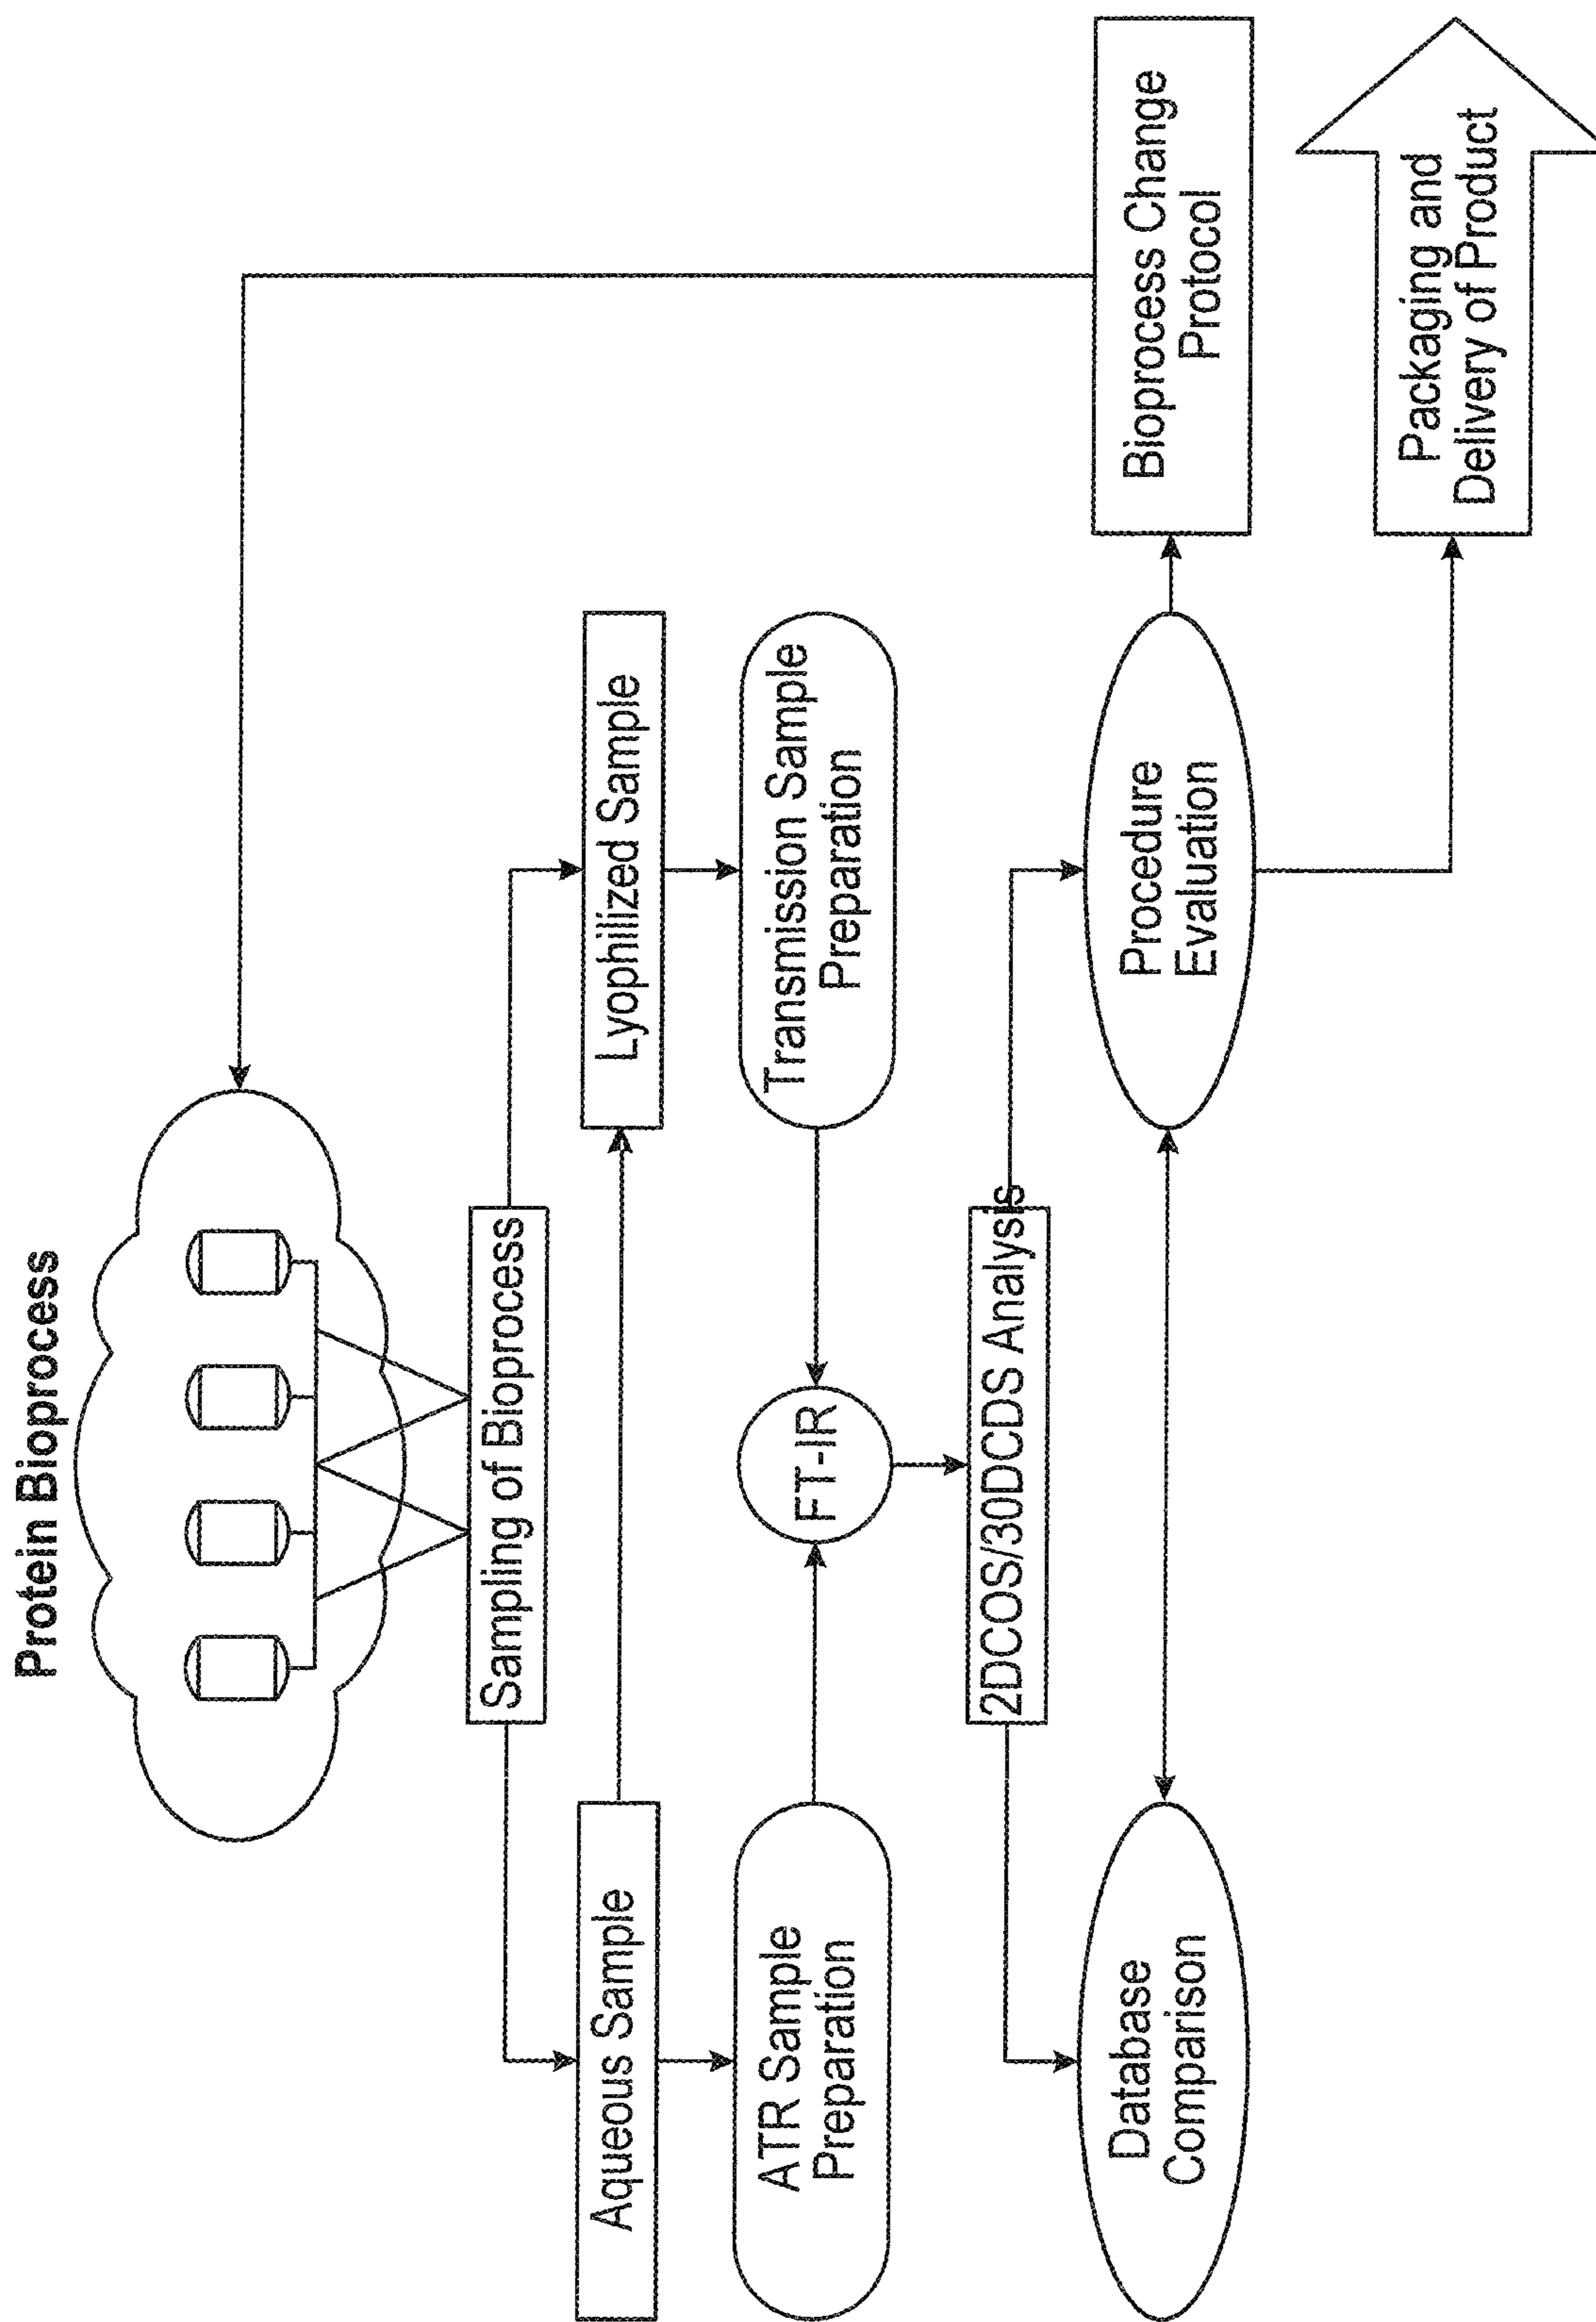 Protein Bioprocess
Sampling of Bioprocess
Aqueous Sample
Lyophilized Sample
ATR Sample
Preparation
FT-IR
Transmission Sample
Preparation
2DCOS/30DCDS Analysis
Database
Comparison
Procedure
Evaluation
Bioprocess Change
Protocol
Packaging and
Delivery of Product